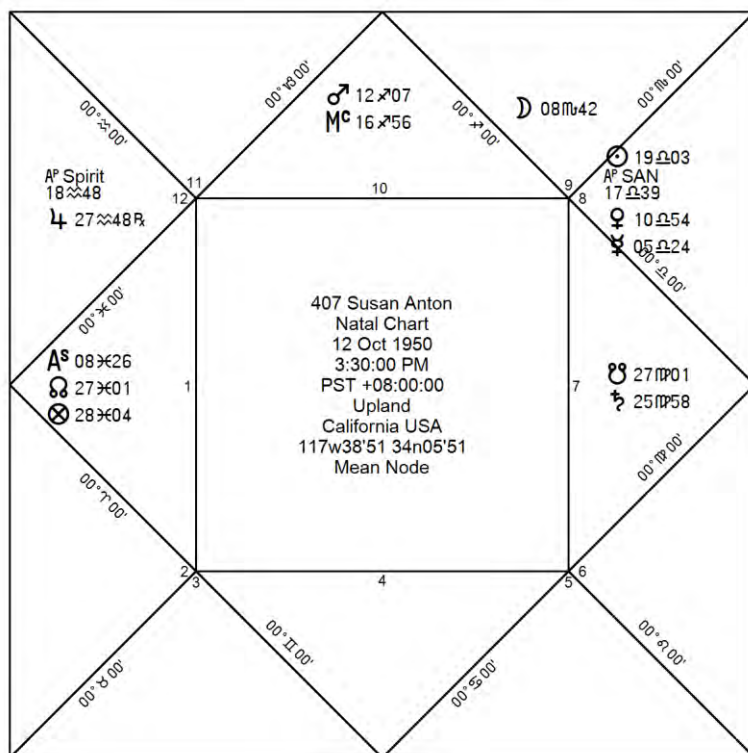 00°♒00'
00°♑00'
♂ 12♐07
Mc 16♐56
00°♐00'
☽ 08♏42
00°♏00'
Ap Spirit
18♒48
♃ 27♒48℞
11
12
10
9
8
☉ 19♎03
Ap SAN
17♎39
♀ 10♎54
☿ 05♎24
00°♎00'
00°♓00'
As 08♓26
☊ 27♓01
⊗ 28♓04
1
407 Susan Anton
Natal Chart
12 Oct 1950
3:30:00 PM
PST +08:00:00
Upland
California USA
117w38'51 34n05'51
Mean Node
7
☋ 27♍01
♄ 25♍58
00°♍00'
00°♈00'
2
3
4
5
6
00°♉00'
00°♊00'
00°♋00'
00°♌00'